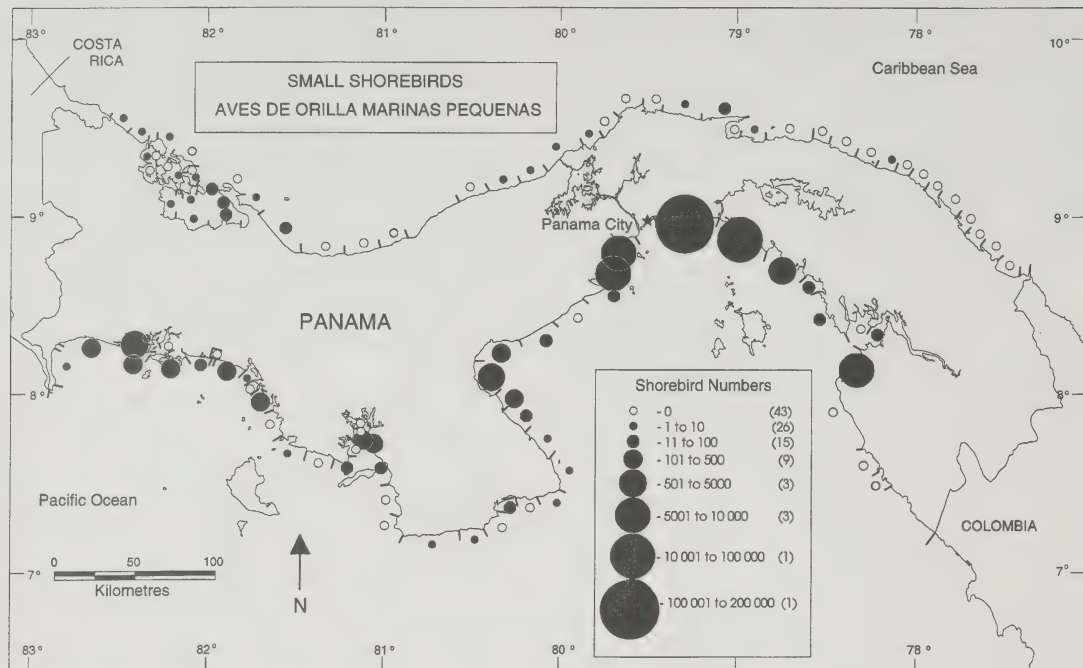 83° 82° 81° 80° 79° 78°
10°
COSTA
RICA
SMALL SHOREBIRDS
AVES DE ORILLA MARINAS PEQUENAS
Caribbean Sea
9° 9°
Panama City
PANAMA
Shorebird Numbers
- 0 (43)
- 1 to 10 (26)
- 11 to 100 (15)
- 101 to 500 (9)
- 501 to 5000 (3)
- 5001 to 10 000 (3)
- 10 001 to 100 000 (1)
- 100 001 to 200 000 (1)
8° 8°
Pacific Ocean
COLOMBIA
0 50 100
Kilometres
N
7° 7°
83° 82° 81° 80° 79° 78°